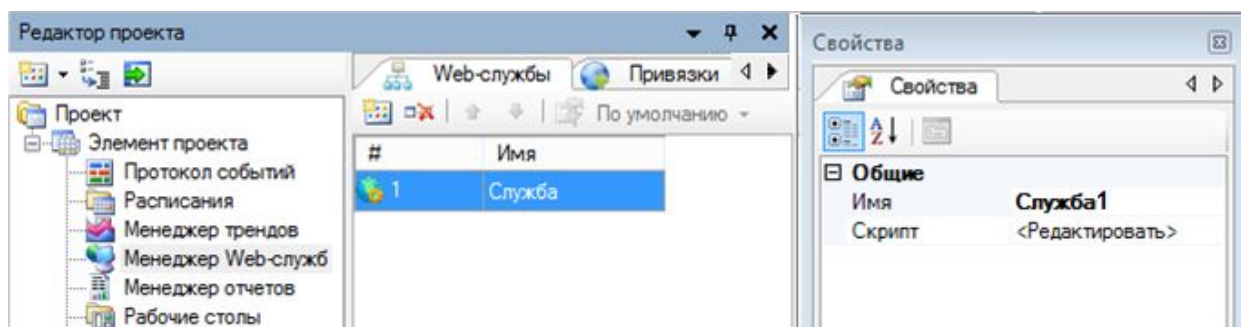 Редактор проекта
Проект
Элемент проекта
Протокол событий
Расписания
Менеджер трендов
Менеджер Web-служб
Менеджер отчетов
Рабочие столы
Web-службы Привязки
По умолчанию
# Имя
1 Служба
Свойства
Свойства
Общие
Имя Служба1
Скрипт <Редактировать>